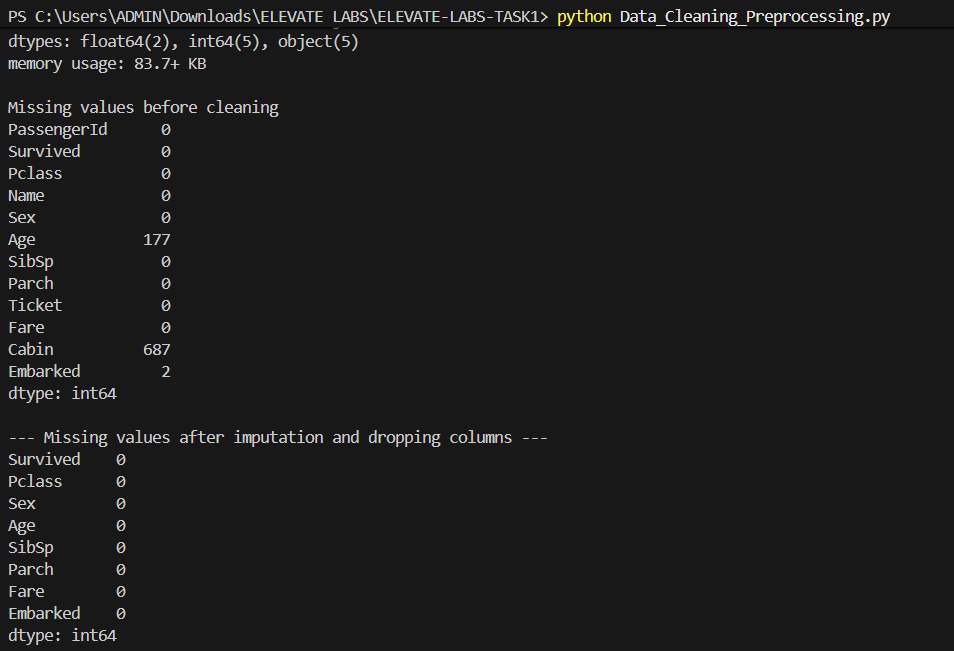 PS C:\Users\ADMIN\Downloads\ELEVATE LABS\ELEVATE-LABS-TASK1> python Data_Cleaning_Preprocessing.py
dtypes: float64(2), int64(5), object(5)
memory usage: 83.7+ KB
Missing values before cleaning
PassengerId      0
Survived         0
Pclass           0
Name             0
Sex              0
Age            177
SibSp            0
Parch            0
Ticket           0
Fare             0
Cabin          687
Embarked         2
dtype: int64
--- Missing values after imputation and dropping columns ---
Survived    0
Pclass      0
Sex         0
Age         0
SibSp       0
Parch       0
Fare        0
Embarked    0
dtype: int64